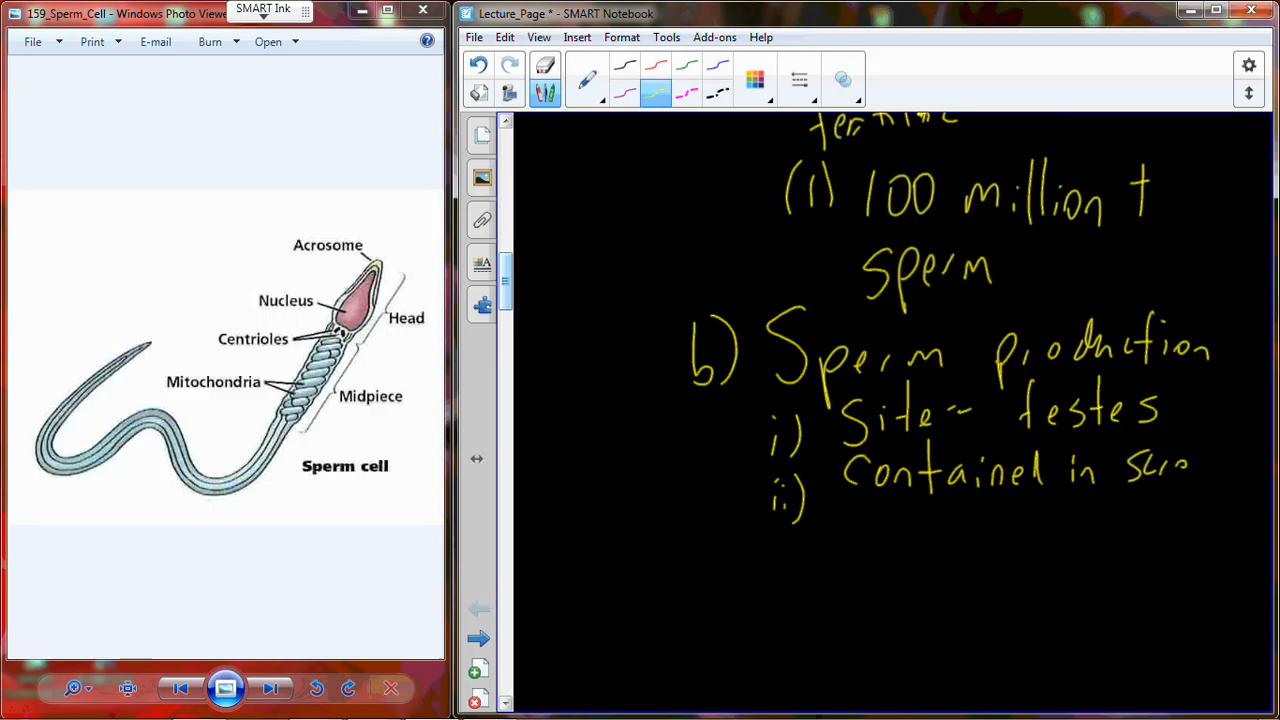 159_Sperm_Cell - Windows Photo Viewe
SMART Ink
File Print E-mail Burn Open
Acrosome
Nucleus
Head
Centrioles
Mitochondria
Midpiece
Sperm cell
Lecture_Page * - SMART Notebook
File Edit View Insert Format Tools Add-ons Help
(1) 100 million +
sperm
b) Sperm production
i) Site-- testes
ii) Contained in scro